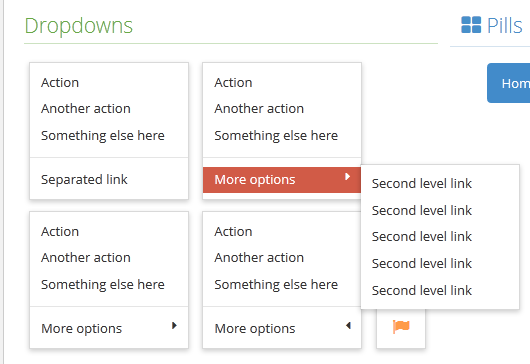 Dropdowns
Pills
Hom
Action
Another action
Something else here
Separated link
Action
Another action
Something else here
More options
Second level link
Second level link
Second level link
Second level link
Second level link
Action
Another action
Something else here
More options
Action
Another action
Something else here
More options